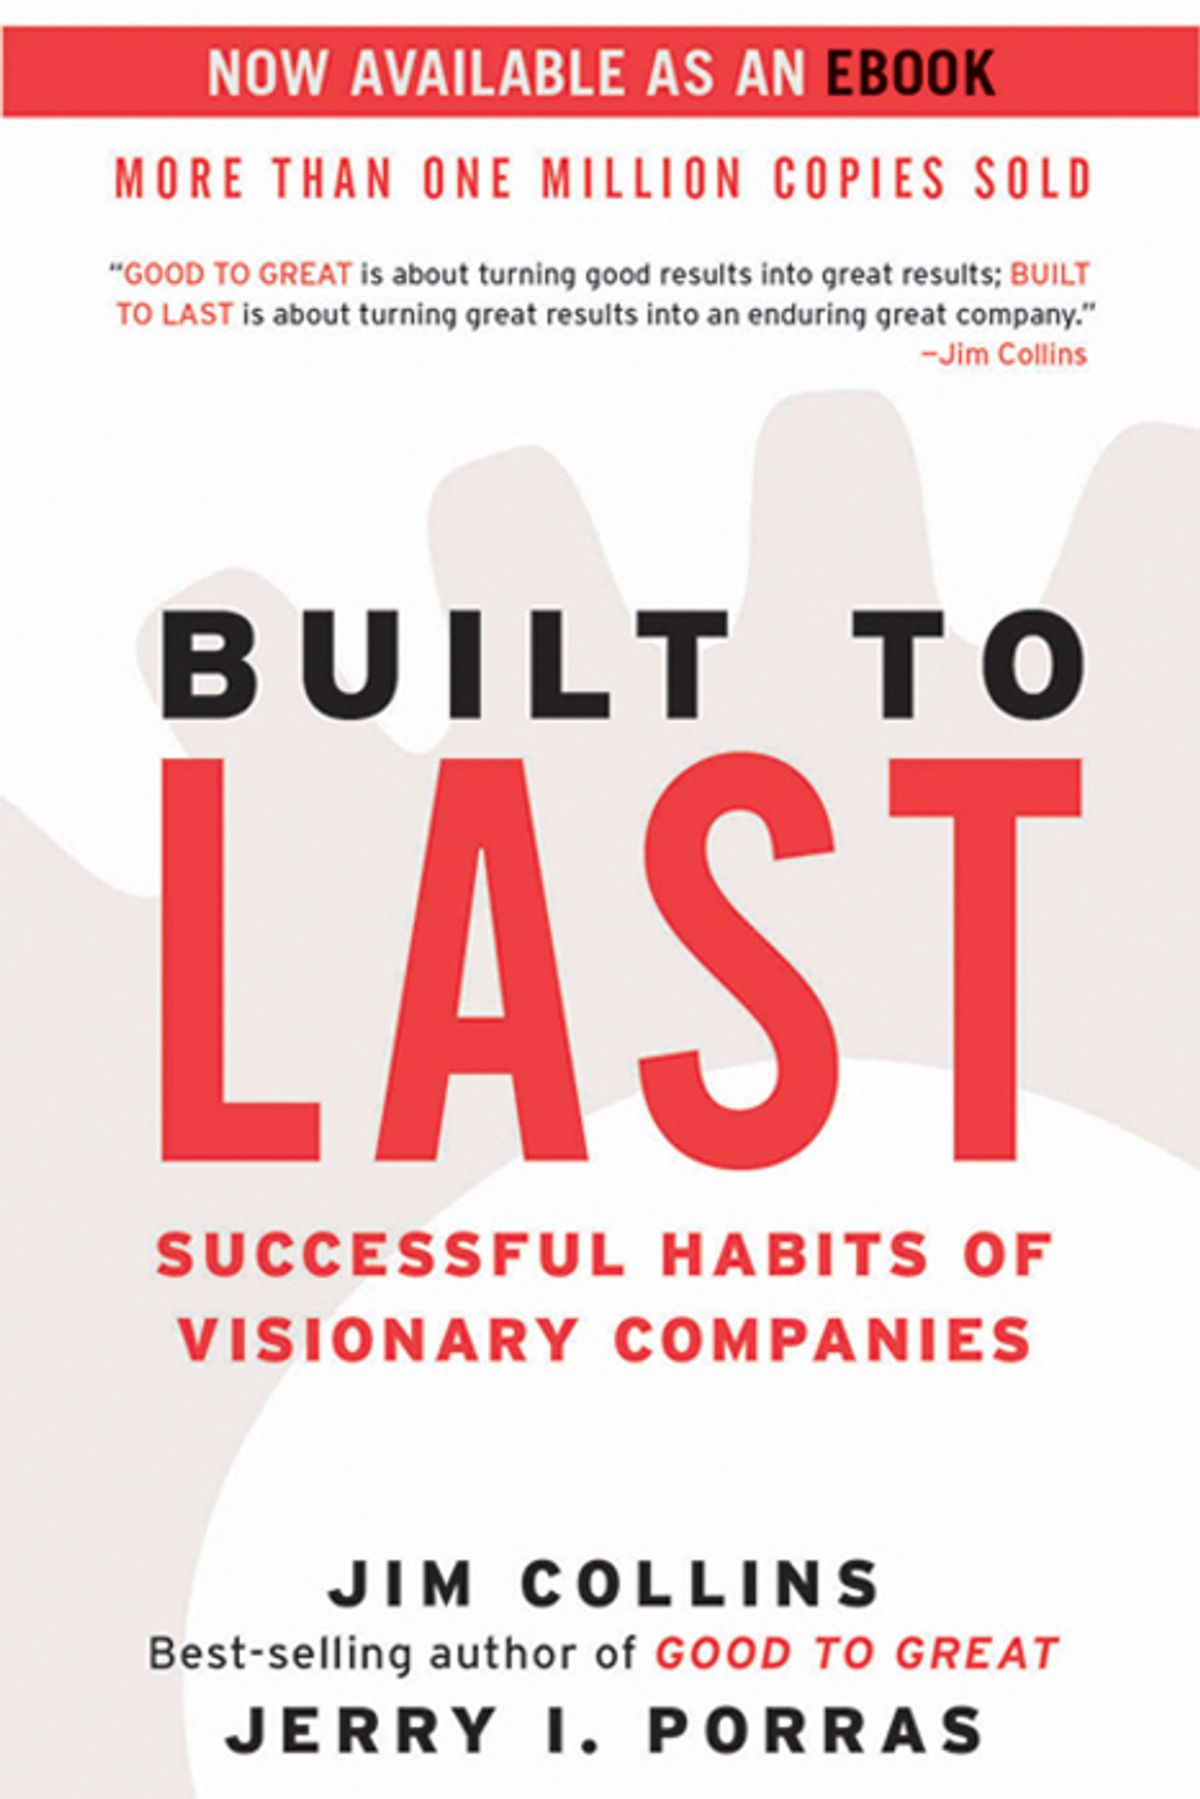 NOW AVAILABLE AS AN EBOOK
MORE THAN ONE MILLION COPIES SOLD
“GOOD TO GREAT is about turning good results into great results; BUILT
TO LAST is about turning great results into an enduring great company.”
–Jim Collins
BUILT TO
LAST
SUCCESSFUL HABITS OF
VISIONARY COMPANIES
JIM COLLINS
Best-selling author of GOOD TO GREAT
JERRY I. PORRAS